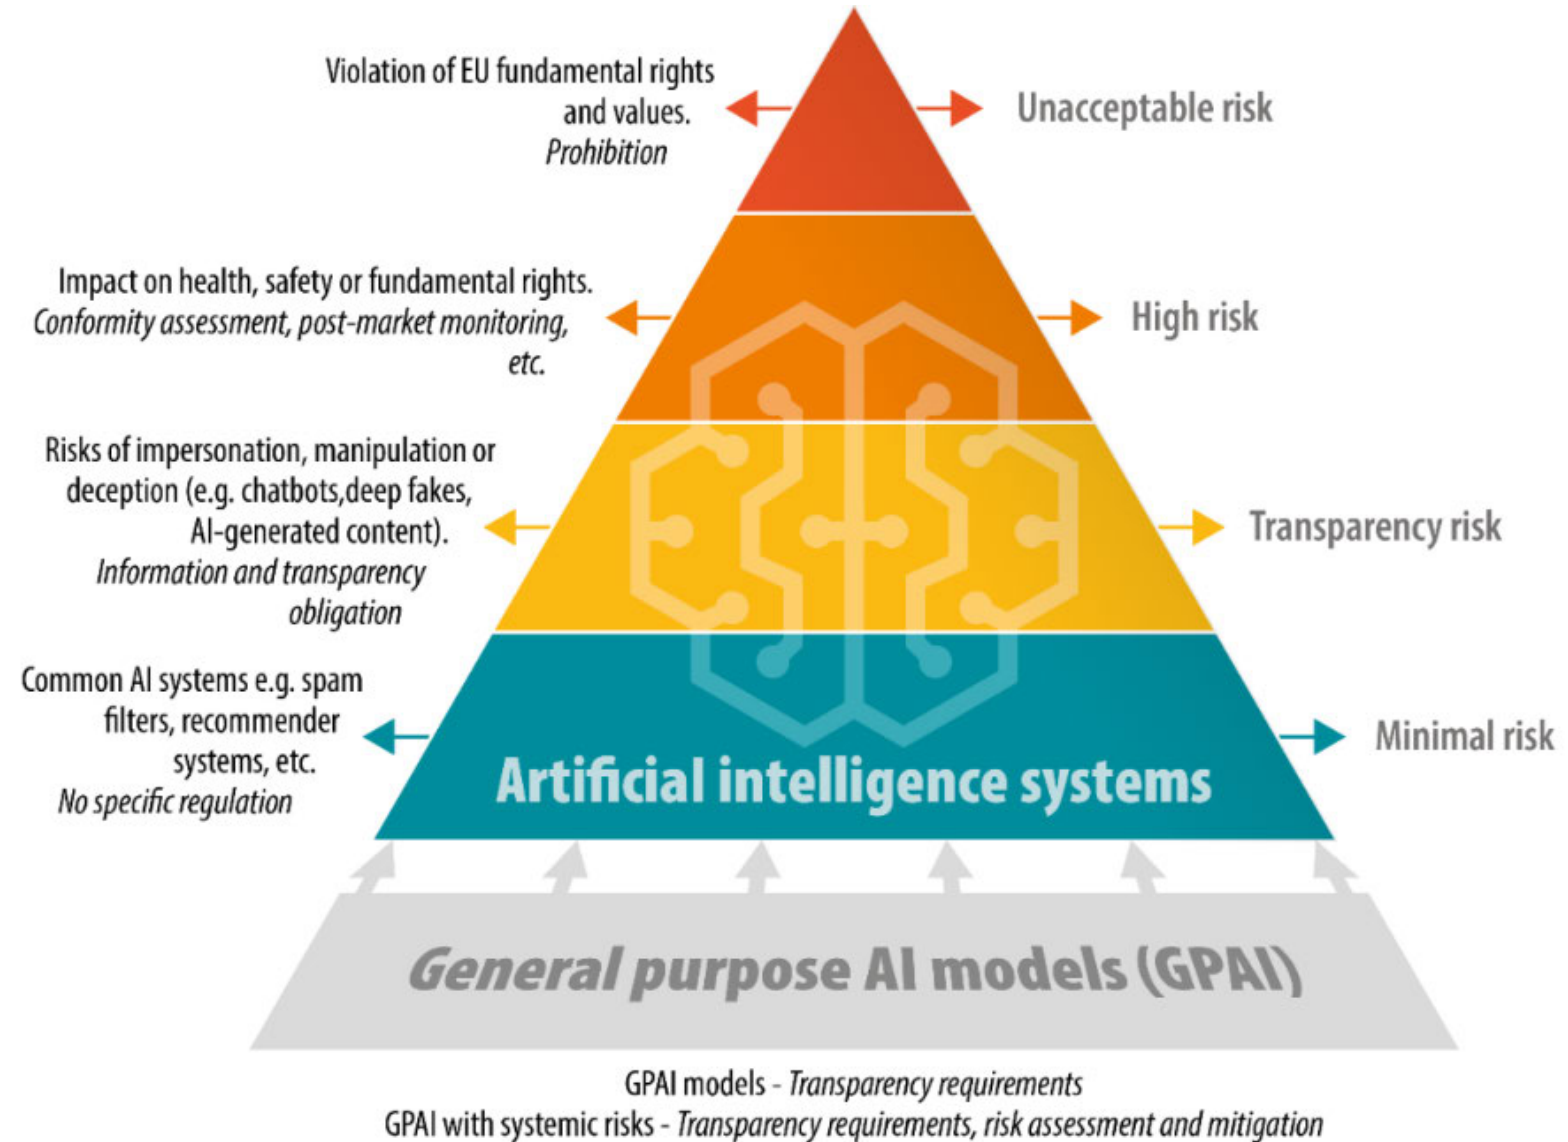 Violation of EU fundamental rights
and values.
Prohibition
Unacceptable risk
Impact on health, safety or fundamental rights.
Conformity assessment, post-market monitoring,
etc.
High risk
Risks of impersonation, manipulation or
deception (e.g. chatbots,deep fakes,
AI-generated content).
Information and transparency
obligation
Transparency risk
Common AI systems e.g. spam
filters, recommender
systems, etc.
No specific regulation
Minimal risk
Artificial intelligence systems
General purpose AI models (GPAI)
GPAI models - Transparency requirements
GPAI with systemic risks - Transparency requirements, risk assessment and mitigation